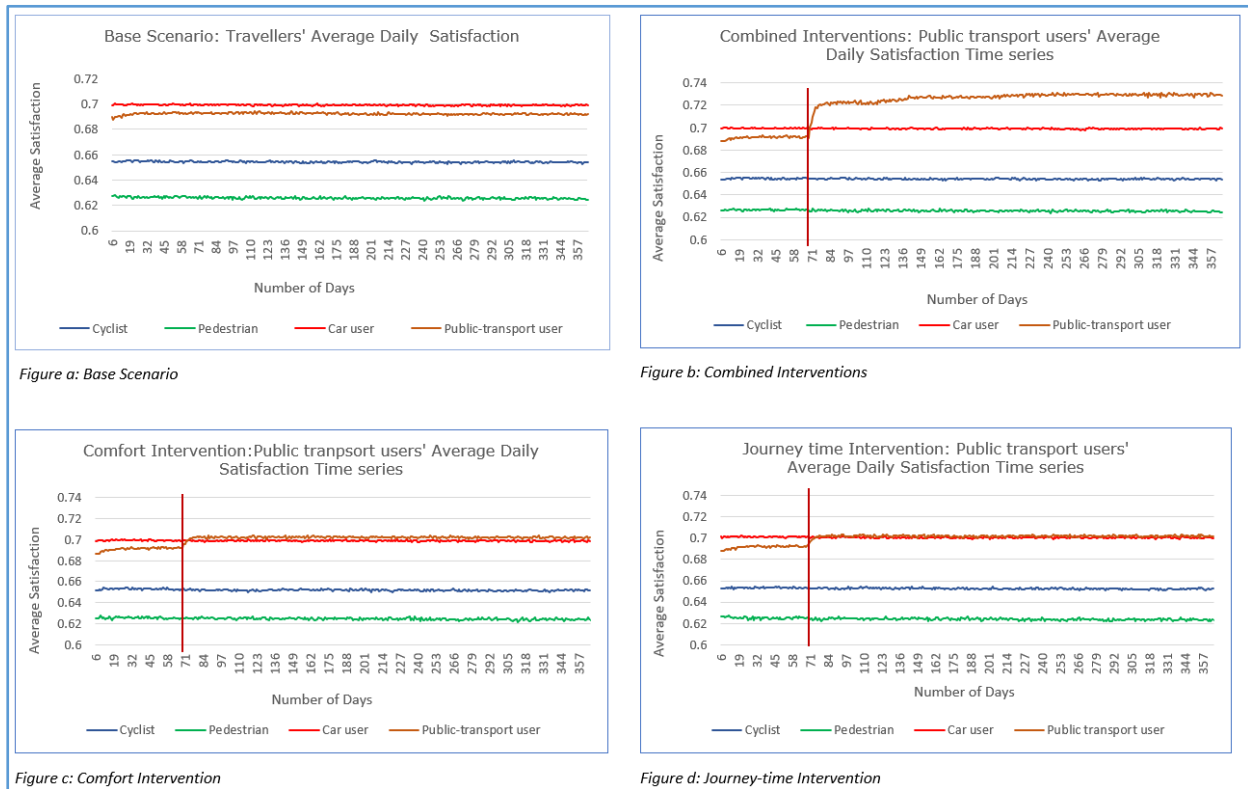 Base Scenario: Travellers' Average Daily Satisfaction
Average Satisfaction
0.72
0.7
0.68
0.66
0.64
0.62
0.6
6 19 32 45 58 71 84 97 110 123 136 149 162 175 188 201 214 227 240 253 266 279 292 305 318 331 344 357
Number of Days
Cyclist Pedestrian Car user Public-transport user
Figure a: Base Scenario
Combined Interventions: Public transport users' Average
Daily Satisfaction Time series
Average Satisfaction
0.74
0.72
0.7
0.68
0.66
0.64
0.62
0.6
6 19 32 45 58 71 84 97 110 123 136 149 162 175 188 201 214 227 240 253 266 279 292 305 318 331 344 357
Number of Days
Cyclist Pedestrian Car user Public-transport user
Figure b: Combined Interventions
Comfort Intervention:Public tranpsort users' Average Daily
Satisfaction Time series
Average Satisfaction
0.74
0.72
0.7
0.68
0.66
0.64
0.62
0.6
6 19 32 45 58 71 84 97 110 123 136 149 162 175 188 201 214 227 240 253 266 279 292 305 318 331 344 357
Number of Days
Cyclist Pedestrian Car user Public-transport user
Figure c: Comfort Intervention
Journey time Intervention: Public transport users'
Average Daily Satisfaction Time series
Average Satisfaction
0.74
0.72
0.7
0.68
0.66
0.64
0.62
0.6
6 19 32 45 58 71 84 97 110 123 136 149 162 175 188 201 214 227 240 253 266 279 292 305 318 331 344 357
Number of Days
Cyclist Pedestrian Car user Public transport user
Figure d: Journey-time Intervention